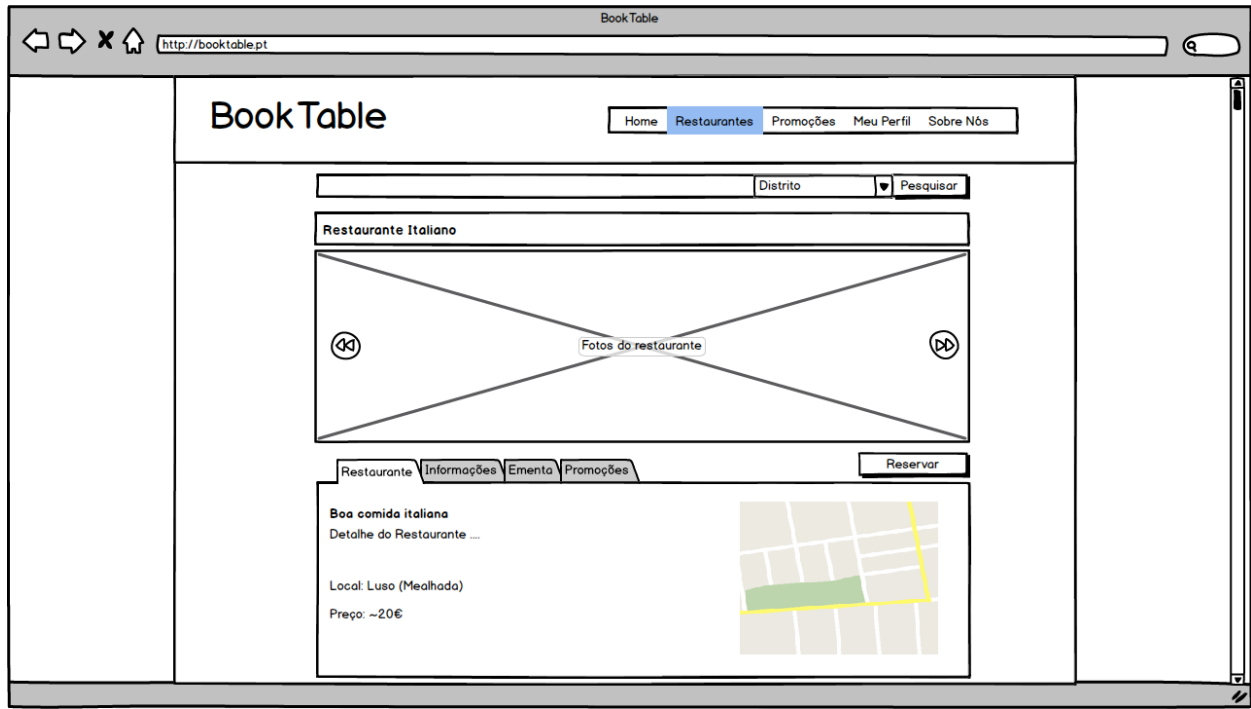 BookTable
http://booktable.pt
BookTable
Home Restaurantes Promoções Meu Perfil Sobre Nós
Distrito Pesquisar
Restaurante Italiano
Fotos do restaurante
Restaurante Informações Ementa Promoções Reservar
Boa comida italiana
Detalhe do Restaurante ....
Local: Luso (Mealhada)
Preço: ~20€